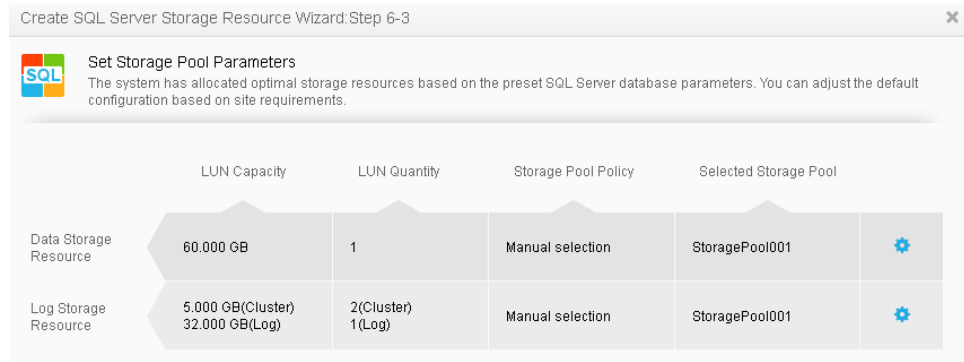 Create SQL Server Storage Resource Wizard:Step 6-3
SQL
Set Storage Pool Parameters
The system has allocated optimal storage resources based on the preset SQL Server database parameters. You can adjust the default
configuration based on site requirements.
LUN Capacity LUN Quantity Storage Pool Policy Selected Storage Pool
Data Storage
Resource
60.000 GB 1 Manual selection StoragePool001
Log Storage
Resource
5.000 GB(Cluster) 2(Cluster)
32.000 GB(Log) 1(Log)
Manual selection StoragePool001